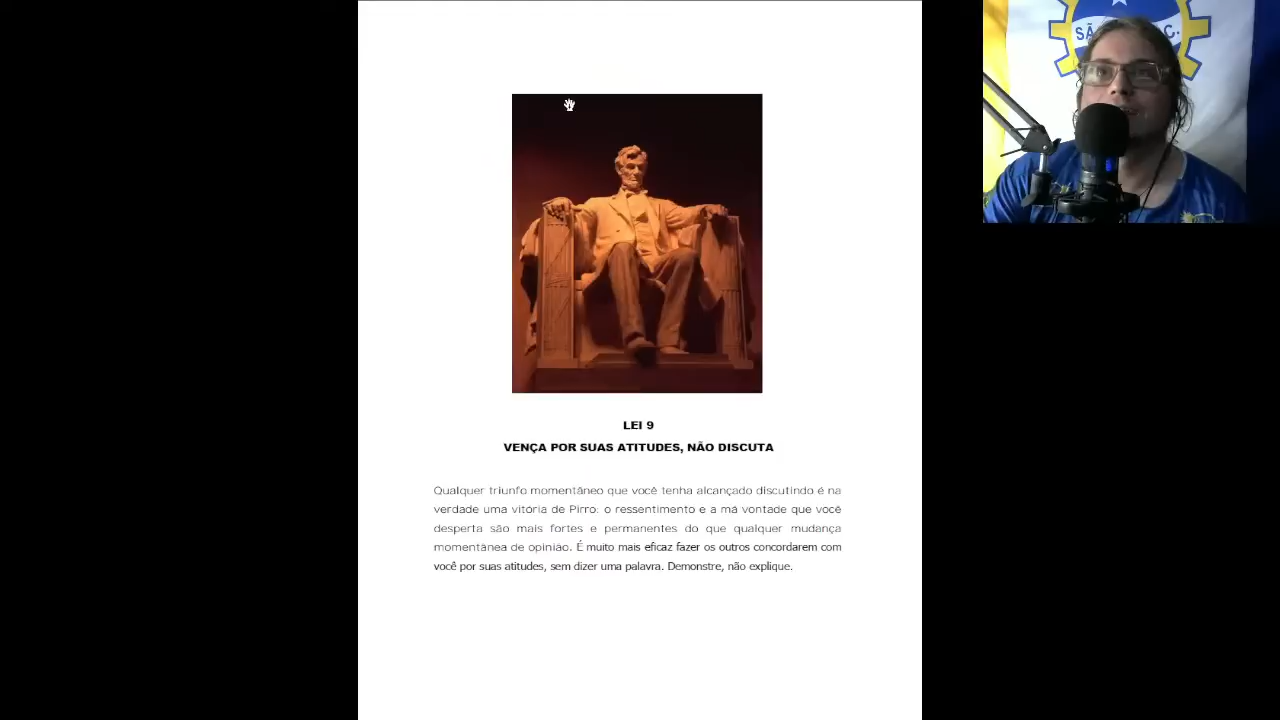 SÃ
C.
LEI 9
VENÇA POR SUAS ATITUDES, NÃO DISCUTA
Qualquer triunfo momentâneo que você tenha alcançado discutindo é na
verdade uma vitória de Pirro: o ressentimento e a má vontade que você
desperta são mais fortes e permanentes do que qualquer mudança
momentânea de opinião. É muito mais eficaz fazer os outros concordarem com
você por suas atitudes, sem dizer uma palavra. Demonstre, não explique.